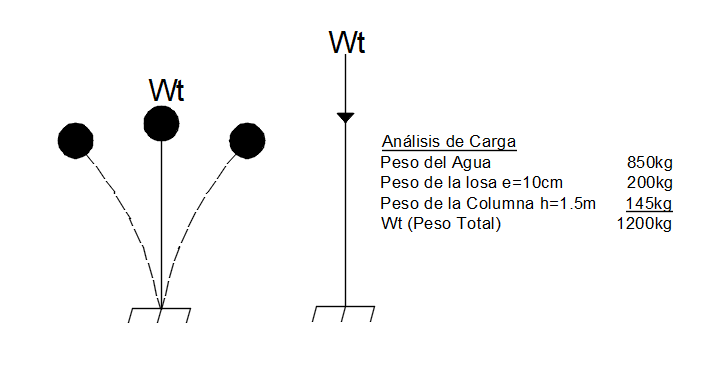 Wt
Wt
Análisis de Carga
Peso del Agua 850kg
Peso de la losa e=10cm 200kg
Peso de la Columna h=1.5m 145kg
Wt (Peso Total) 1200kg